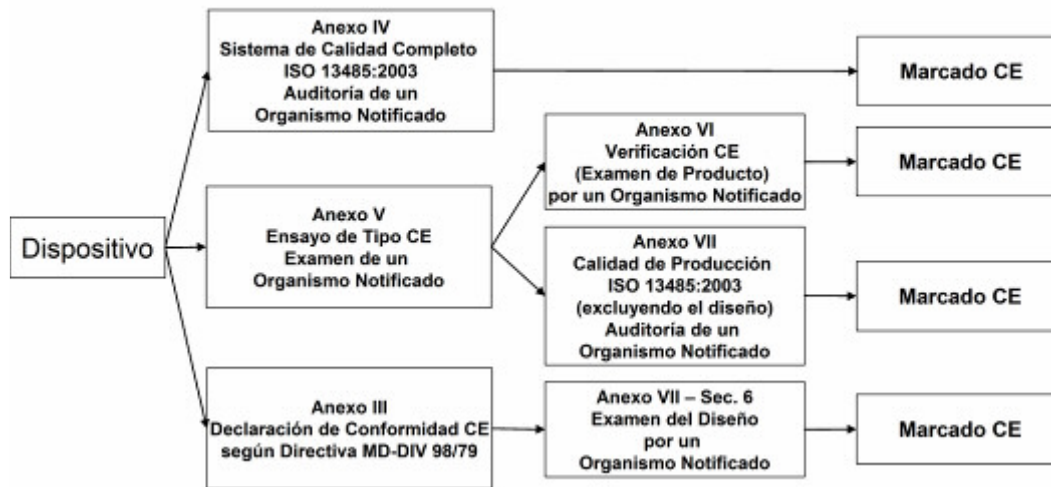 Dispositivo
Anexo IV
Sistema de Calidad Completo
ISO 13485:2003
Auditoría de un
Organismo Notificado
Marcado CE
Anexo V
Ensayo de Tipo CE
Examen de un
Organismo Notificado
Anexo VI
Verificación CE
(Examen de Producto)
por un Organismo Notificado
Marcado CE
Anexo VII
Calidad de Producción
ISO 13485:2003
(excluyendo el diseño)
Auditoría de un
Organismo Notificado
Marcado CE
Anexo III
Declaración de Conformidad CE
según Directiva MD-DIV 98/79
Anexo VII – Sec. 6
Examen del Diseño
por un
Organismo Notificado
Marcado CE